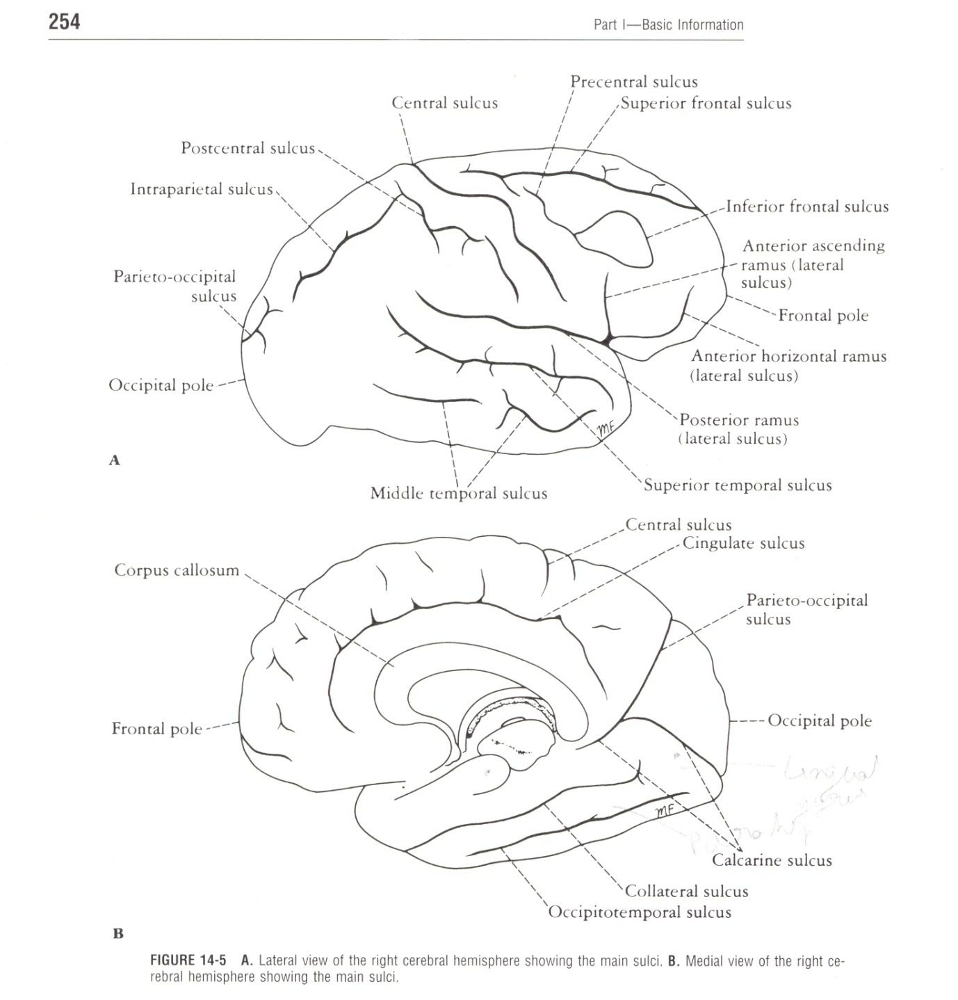 254
Part I—Basic Information
Precentral sulcus
Central sulcus
Superior frontal sulcus
Postcentral sulcus
Intraparietal sulcus
Inferior frontal sulcus
Anterior ascending
ramus (lateral
sulcus)
Parieto-occipital
sulcus
Frontal pole
Anterior horizontal ramus
(lateral sulcus)
Occipital pole
Posterior ramus
(lateral sulcus)
MF
A
Superior temporal sulcus
Middle temporal sulcus
Central sulcus
Cingulate sulcus
Corpus callosum
Parieto-occipital
sulcus
Frontal pole
Occipital pole
Lingual
gyrus
MF
Calcarine sulcus
Collateral sulcus
Occipitotemporal sulcus
B
FIGURE 14-5 A. Lateral view of the right cerebral hemisphere showing the main sulci. B. Medial view of the right ce-
rebral hemisphere showing the main sulci.